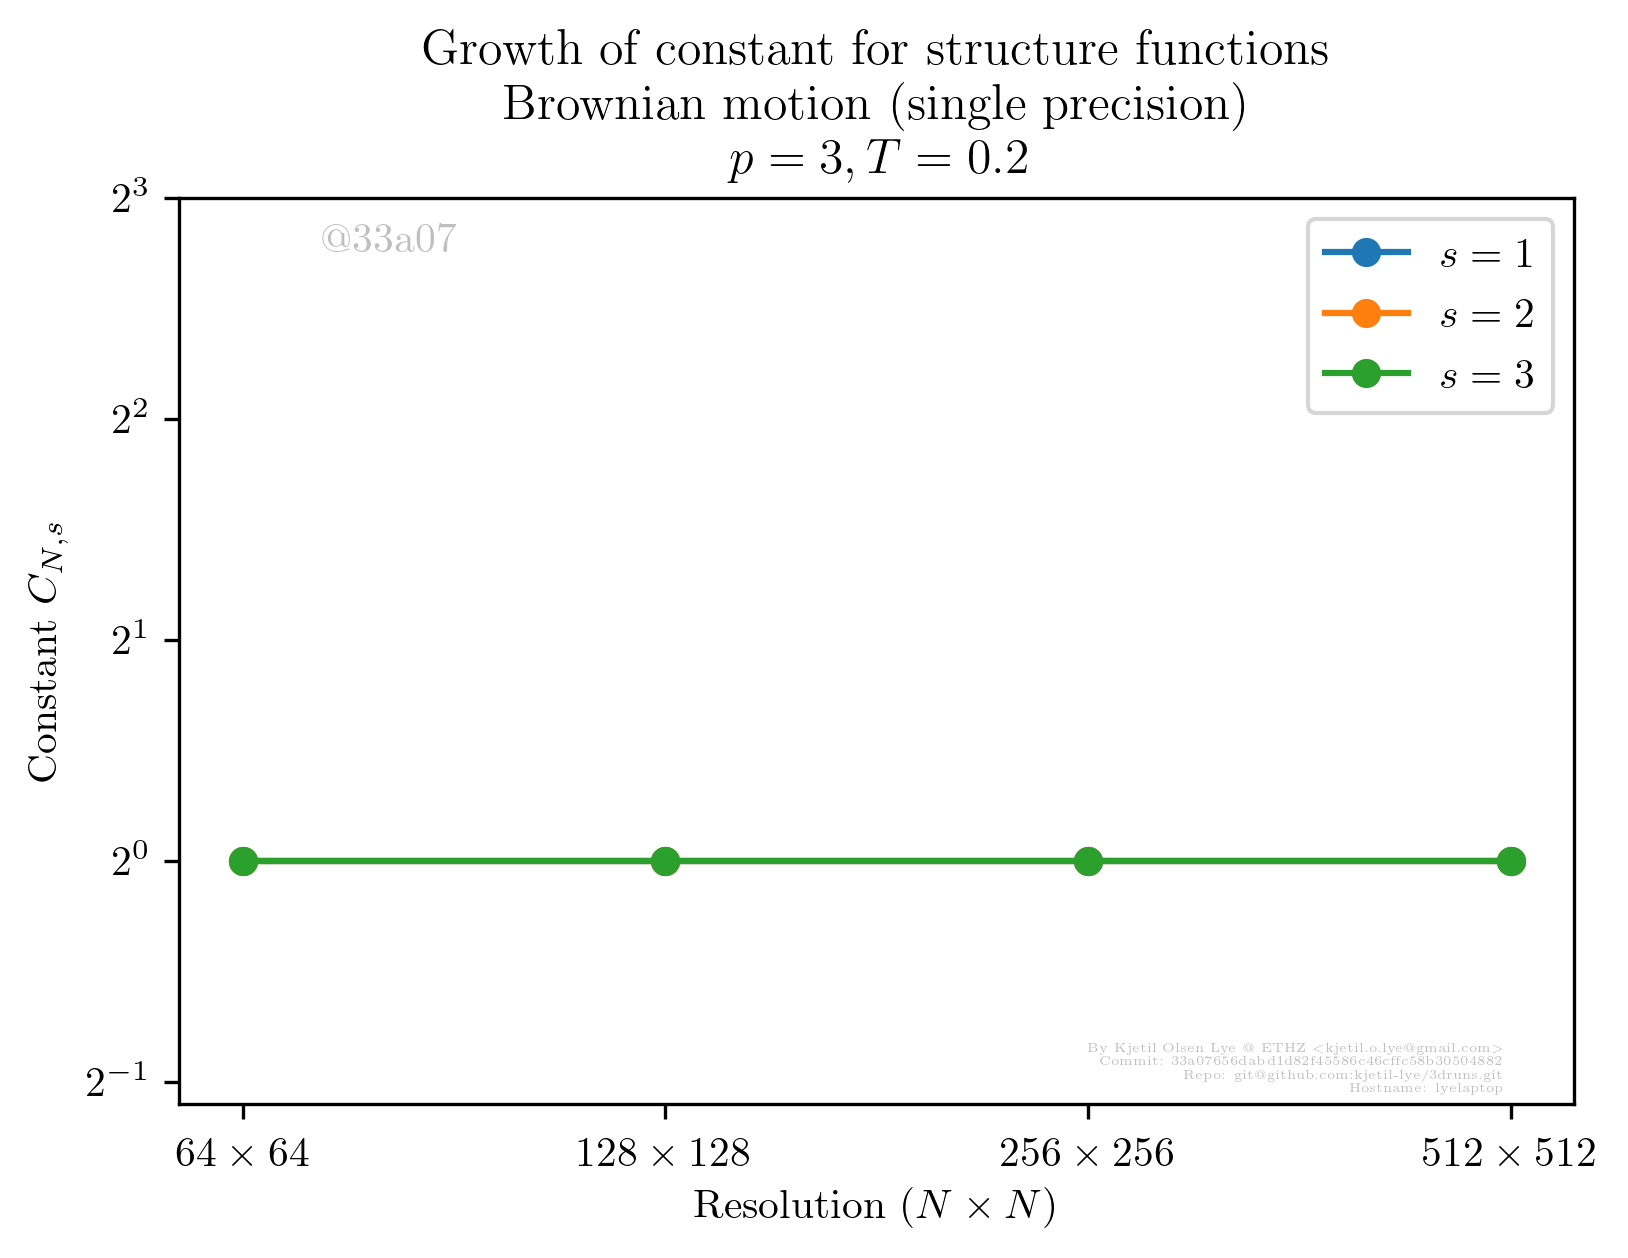 Growth of constant for structure functions
Brownian motion (single precision)
p = 3, T = 0.2
@33a07
s = 1
s = 2
s = 3
2^3
2^2
2^1
2^0
2^{-1}
Constant C_{N,s}
By Kjetil Olsen Lye @ ETHZ <kjetil.o.lye@gmail.com>
Commit: 33a07656dabd1d82f45586c46cffc58b30504882
Repo: git@github.com:kjetil-lye/3druns.git
Hostname: lyelaptop
64 × 64
128 × 128
256 × 256
512 × 512
Resolution (N × N)